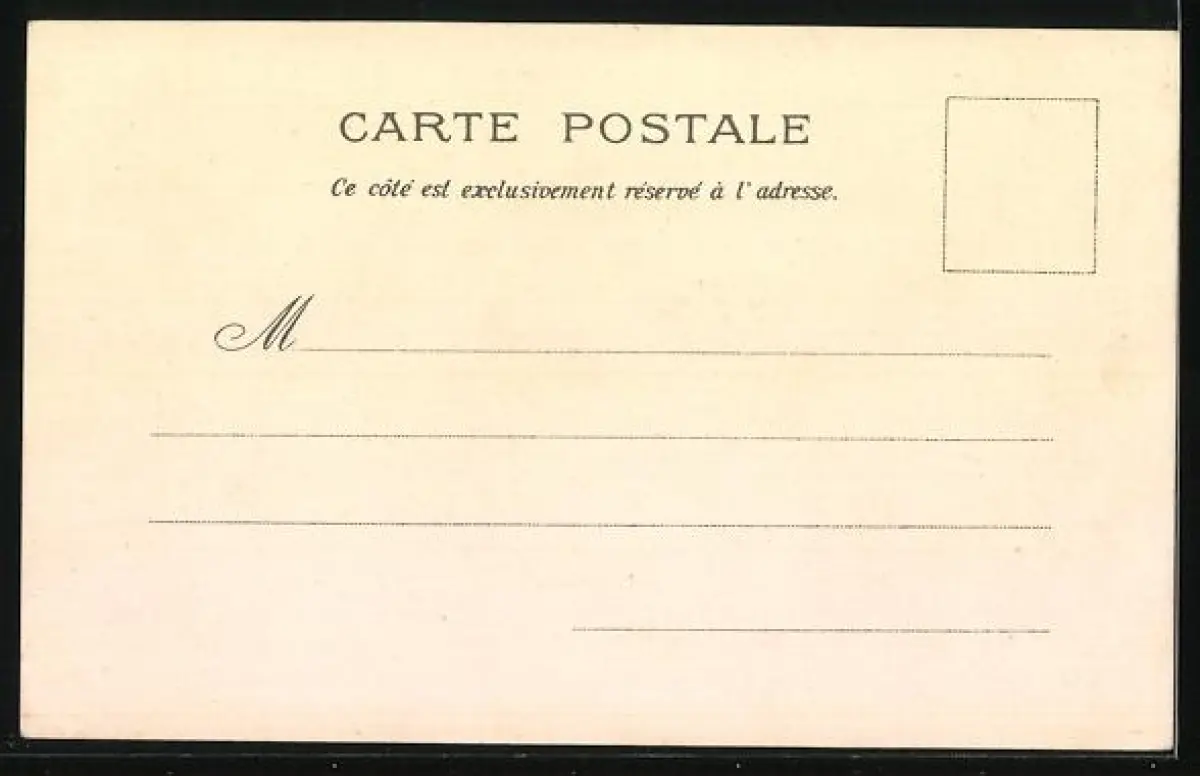 CARTE POSTALE
Ce côté est exclusivement réservé à l'adresse.
M